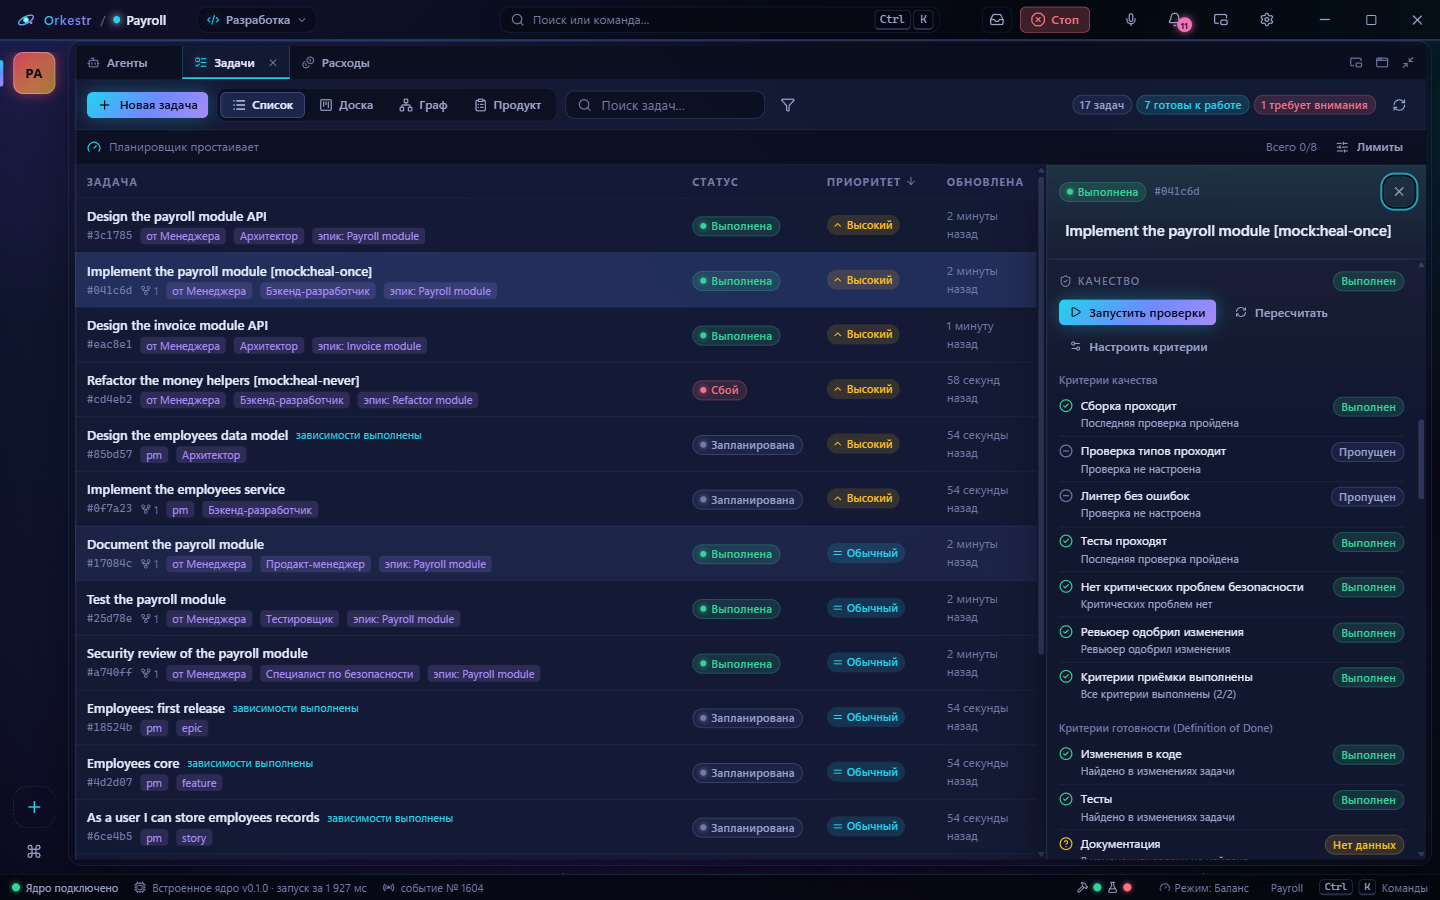 Orkestr / Payroll
Разработка
Поиск или команда...
Ctrl K
Стоп
11
PA
Агенты
Задачи
Расходы
Новая задача
Список
Доска
Граф
Продукт
Поиск задач...
17 задач
7 готовы к работе
1 требует внимания
Планировщик простаивает
Всего 0/8
Лимиты
ЗАДАЧА СТАТУС ПРИОРИТЕТ ОБНОВЛЕНА
Design the payroll module API
#3c1785 от Менеджера Архитектор эпик: Payroll module
Выполнена
Высокий
2 минуты
назад
Implement the payroll module [mock:heal-once]
#041c6d 1 от Менеджера Бэкенд-разработчик эпик: Payroll module
Выполнена
Высокий
2 минуты
назад
Design the invoice module API
#eac8e1 от Менеджера Архитектор эпик: Invoice module
Выполнена
Высокий
1 минуту
назад
Refactor the money helpers [mock:heal-never]
#cd4eb2 от Менеджера Бэкенд-разработчик эпик: Refactor module
Сбой
Высокий
58 секунд
назад
Design the employees data model зависимости выполнены
#85bd57 pm Архитектор
Запланирована
Высокий
54 секунды
назад
Implement the employees service
#0f7a23 1 pm Бэкенд-разработчик
Запланирована
Высокий
54 секунды
назад
Document the payroll module
#17084c 1 от Менеджера Продакт-менеджер эпик: Payroll module
Выполнена
Обычный
2 минуты
назад
Test the payroll module
#25d78e 1 от Менеджера Тестировщик эпик: Payroll module
Выполнена
Обычный
2 минуты
назад
Security review of the payroll module
#a740ff 1 от Менеджера Специалист по безопасности эпик: Payroll module
Выполнена
Обычный
2 минуты
назад
Employees: first release зависимости выполнены
#18524b pm epic
Запланирована
Обычный
54 секунды
назад
Employees core зависимости выполнены
#4d2d07 pm feature
Запланирована
Обычный
54 секунды
назад
As a user I can store employees records зависимости выполнены
#6ce4b5 pm story
Запланирована
Обычный
54 секунды
назад
Выполнена #041c6d
Implement the payroll module [mock:heal-once]
КАЧЕСТВО Выполнен
Запустить проверки
Пересчитать
Настроить критерии
Критерии качества
Сборка проходит Выполнен
Последняя проверка пройдена
Проверка типов проходит Пропущен
Проверка не настроена
Линтер без ошибок Пропущен
Проверка не настроена
Тесты проходят Выполнен
Последняя проверка пройдена
Нет критических проблем безопасности Выполнен
Критических проблем нет
Ревьюер одобрил изменения Выполнен
Ревьюер одобрил изменения
Критерии приёмки выполнены Выполнен
Все критерии выполнены (2/2)
Критерии готовности (Definition of Done)
Изменения в коде Выполнен
Найдено в изменениях задачи
Тесты Выполнен
Найдено в изменениях задачи
Документация Нет данных
Ядро подключено
Встроенное ядро v0.1.0 · запуск за 1 927 мс
событие № 1604
Режим: Баланс
Payroll
Ctrl K Команды